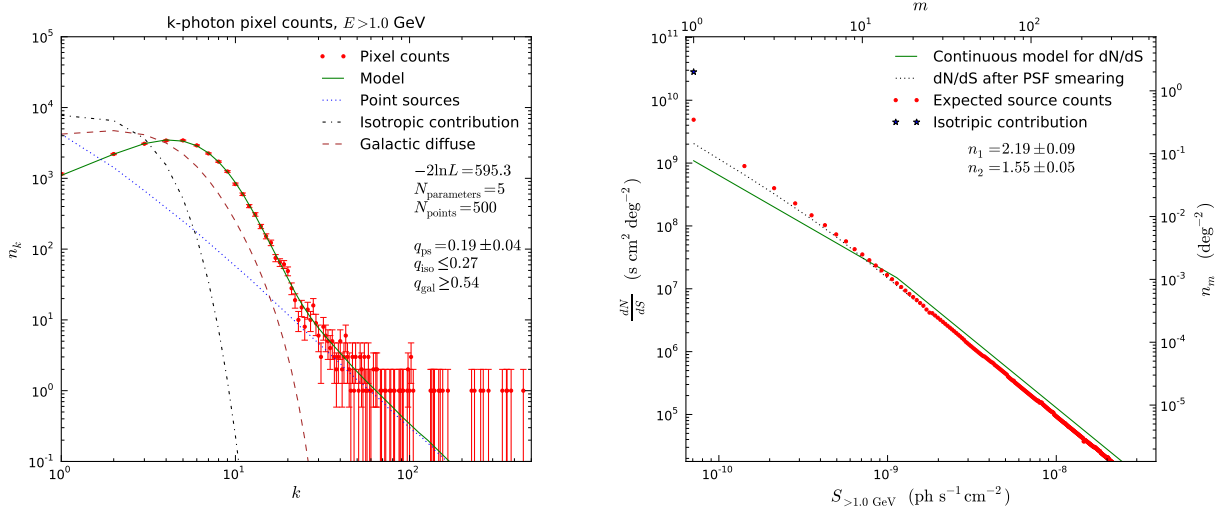 k-photon pixel counts, E>1.0 GeV
10^5
10^4
10^3
10^2
10^1
10^0
10^-1
n_k
10^0
10^1
10^2
k
Pixel counts
Model
Point sources
Isotropic contribution
Galactic diffuse
−2lnL=595.3
N_parameters=5
N_points=500
q_ps=0.19±0.04
q_iso≤0.27
q_gal≥0.54
m
10^0
10^1
10^2
10^11
10^10
10^9
10^8
10^7
10^6
10^5
dN/dS (s cm^2 deg^-2)
Continuous model for dN/dS
dN/dS after PSF smearing
Expected source counts
Isotripic contribution
n_1=2.19±0.09
n_2=1.55±0.05
10^0
10^-1
10^-2
10^-3
10^-4
10^-5
n_m (deg^-2)
10^-10
10^-9
10^-8
S_>1.0 GeV (ph s^-1 cm^-2)